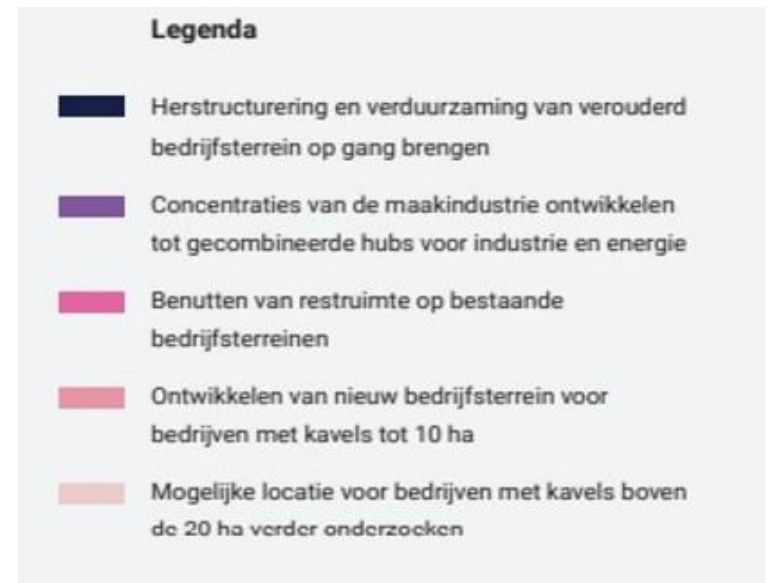 Legenda
Herstructurering en verduurzaming van verouderd
bedrijfsterrein op gang brengen
Concentraties van de maakindustrie ontwikkelen
tot gecombineerde hubs voor industrie en energie
Benutten van restruimte op bestaande
bedrijfsterreinen
Ontwikkelen van nieuw bedrijfsterrein voor
bedrijven met kavels tot 10 ha
Mogelijke locatie voor bedrijven met kavels boven
de 20 ha verder onderzoeken